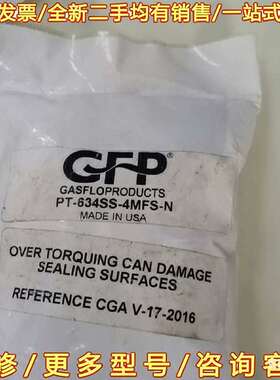 发票/全新二手均有销售/一站式
GFP
GASFLOPRODUCTS
PT-634SS-4MFS-N
MADE IN USA
OVER TORQUING CAN DAMAGE
SEALING SURFACES
REFERENCE CGA V-17-2016
修/更多型号/咨询客